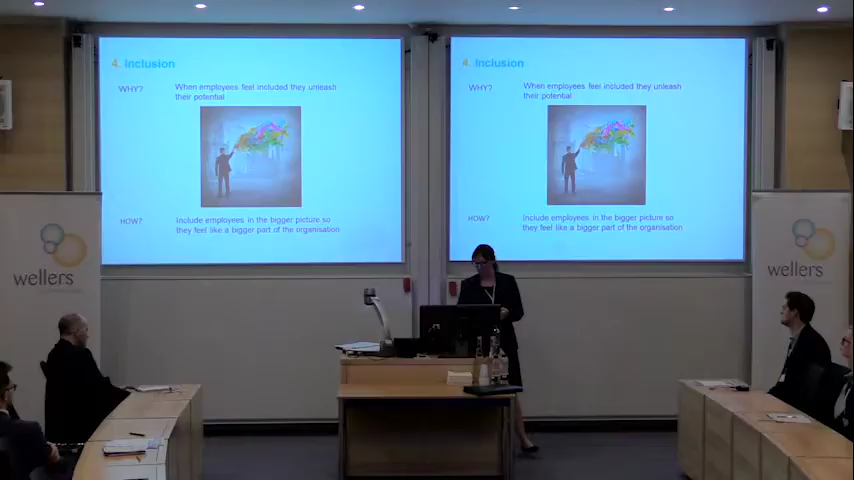 4. Inclusion
WHY?
When employees feel included they unleash
their potential
HOW?
Include employees in the bigger picture so
they feel like a bigger part of the organisation
4. Inclusion
WHY?
When employees feel included they unleash
their potential
HOW?
Include employees in the bigger picture so
they feel like a bigger part of the organisation
wellers
wellers